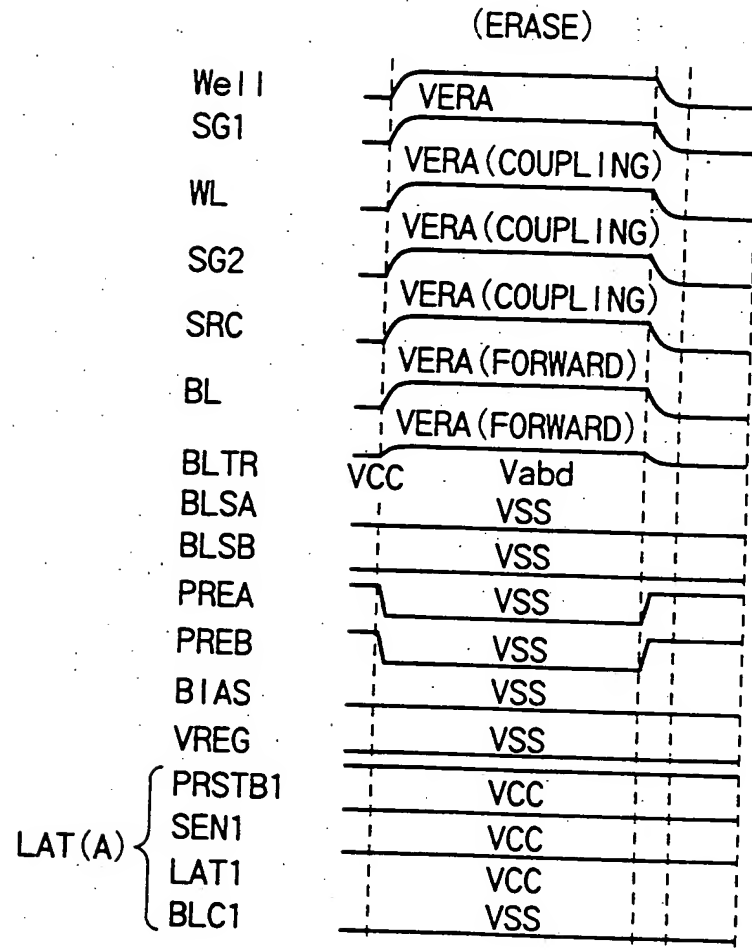 (ERASE)
Well VERA
SG1 VERA(COUPLING)
WL VERA(COUPLING)
SG2 VERA(COUPLING)
SRC VERA(FORWARD)
BL VERA(FORWARD)
BLTR VCC Vabd
BLSA VSS
BLSB VSS
PREA VSS
PREB VSS
BIAS VSS
VREG VSS
PRSTB1 VCC
LAT(A) SEN1 VCC
LAT1 VCC
BLC1 VSS